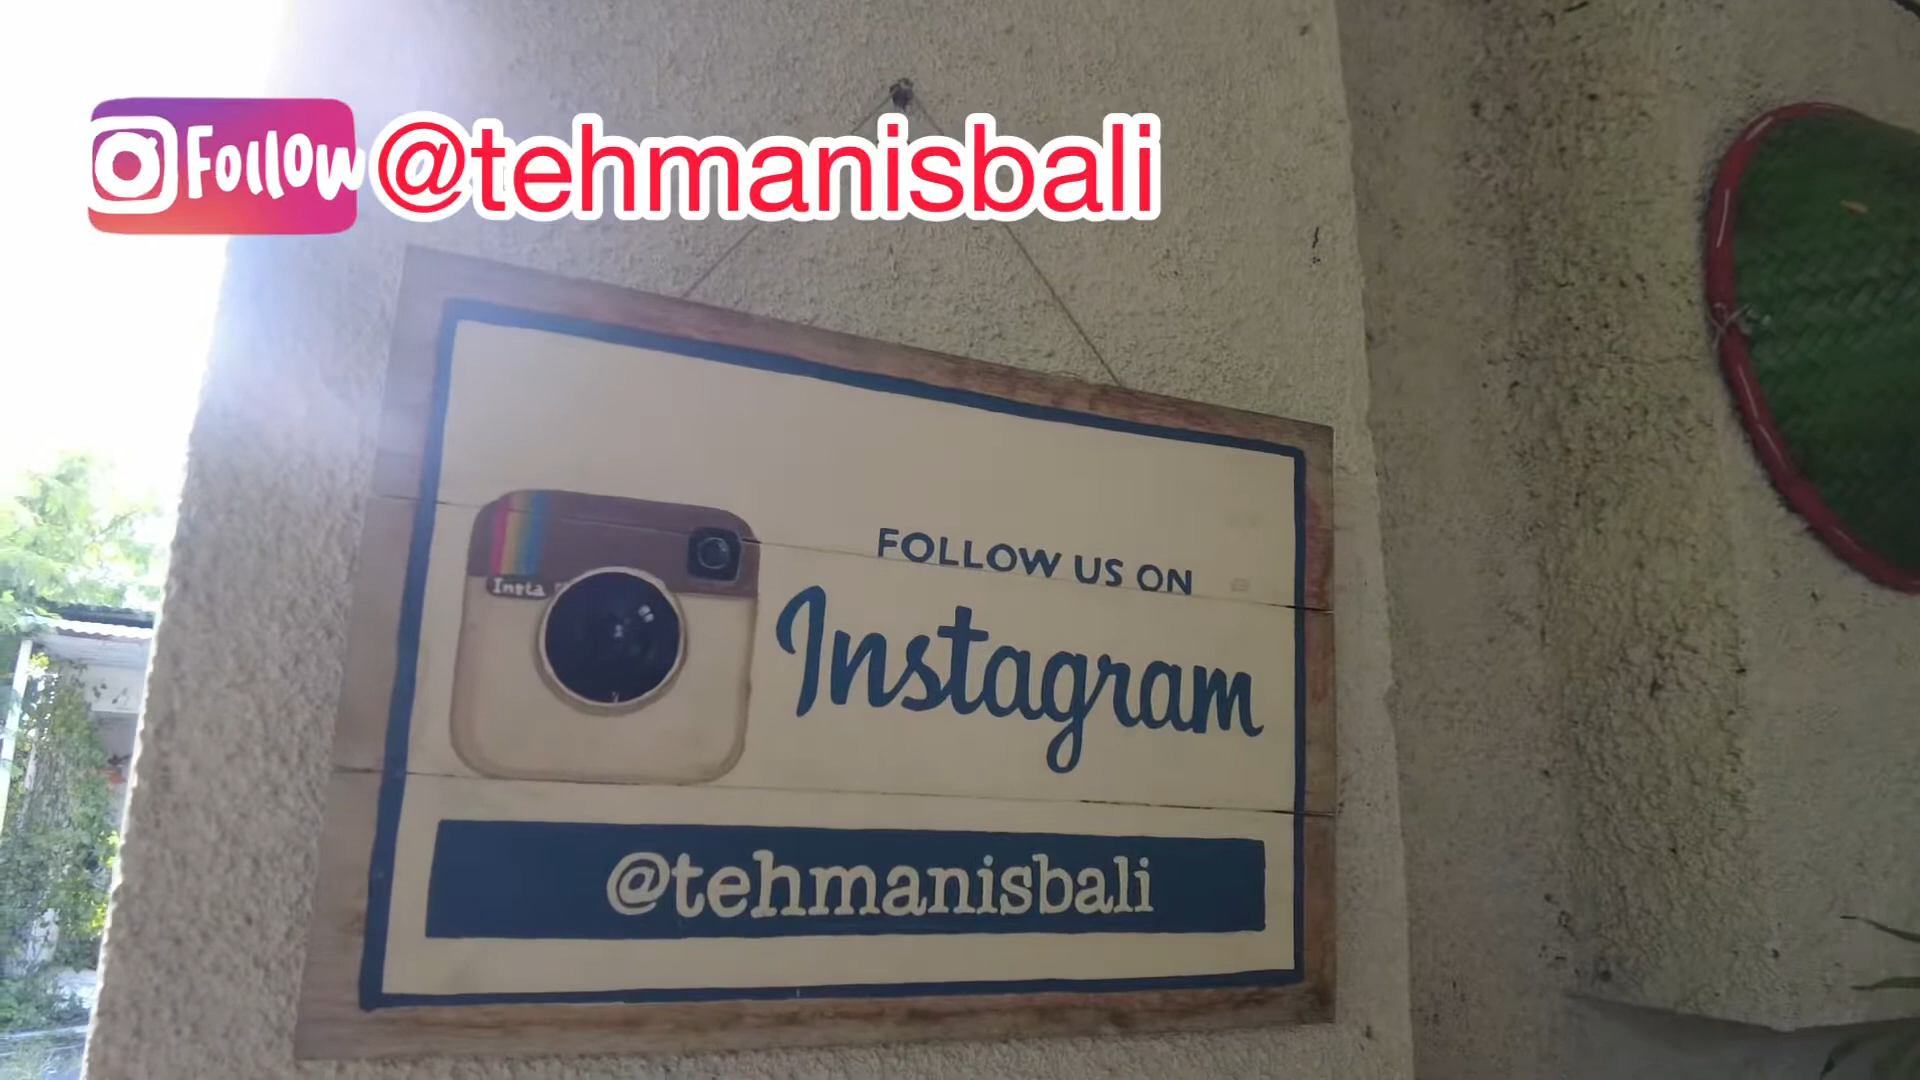 Follow @tehmanisbali
Insta
FOLLOW US ON
Instagram
@tehmanisbali